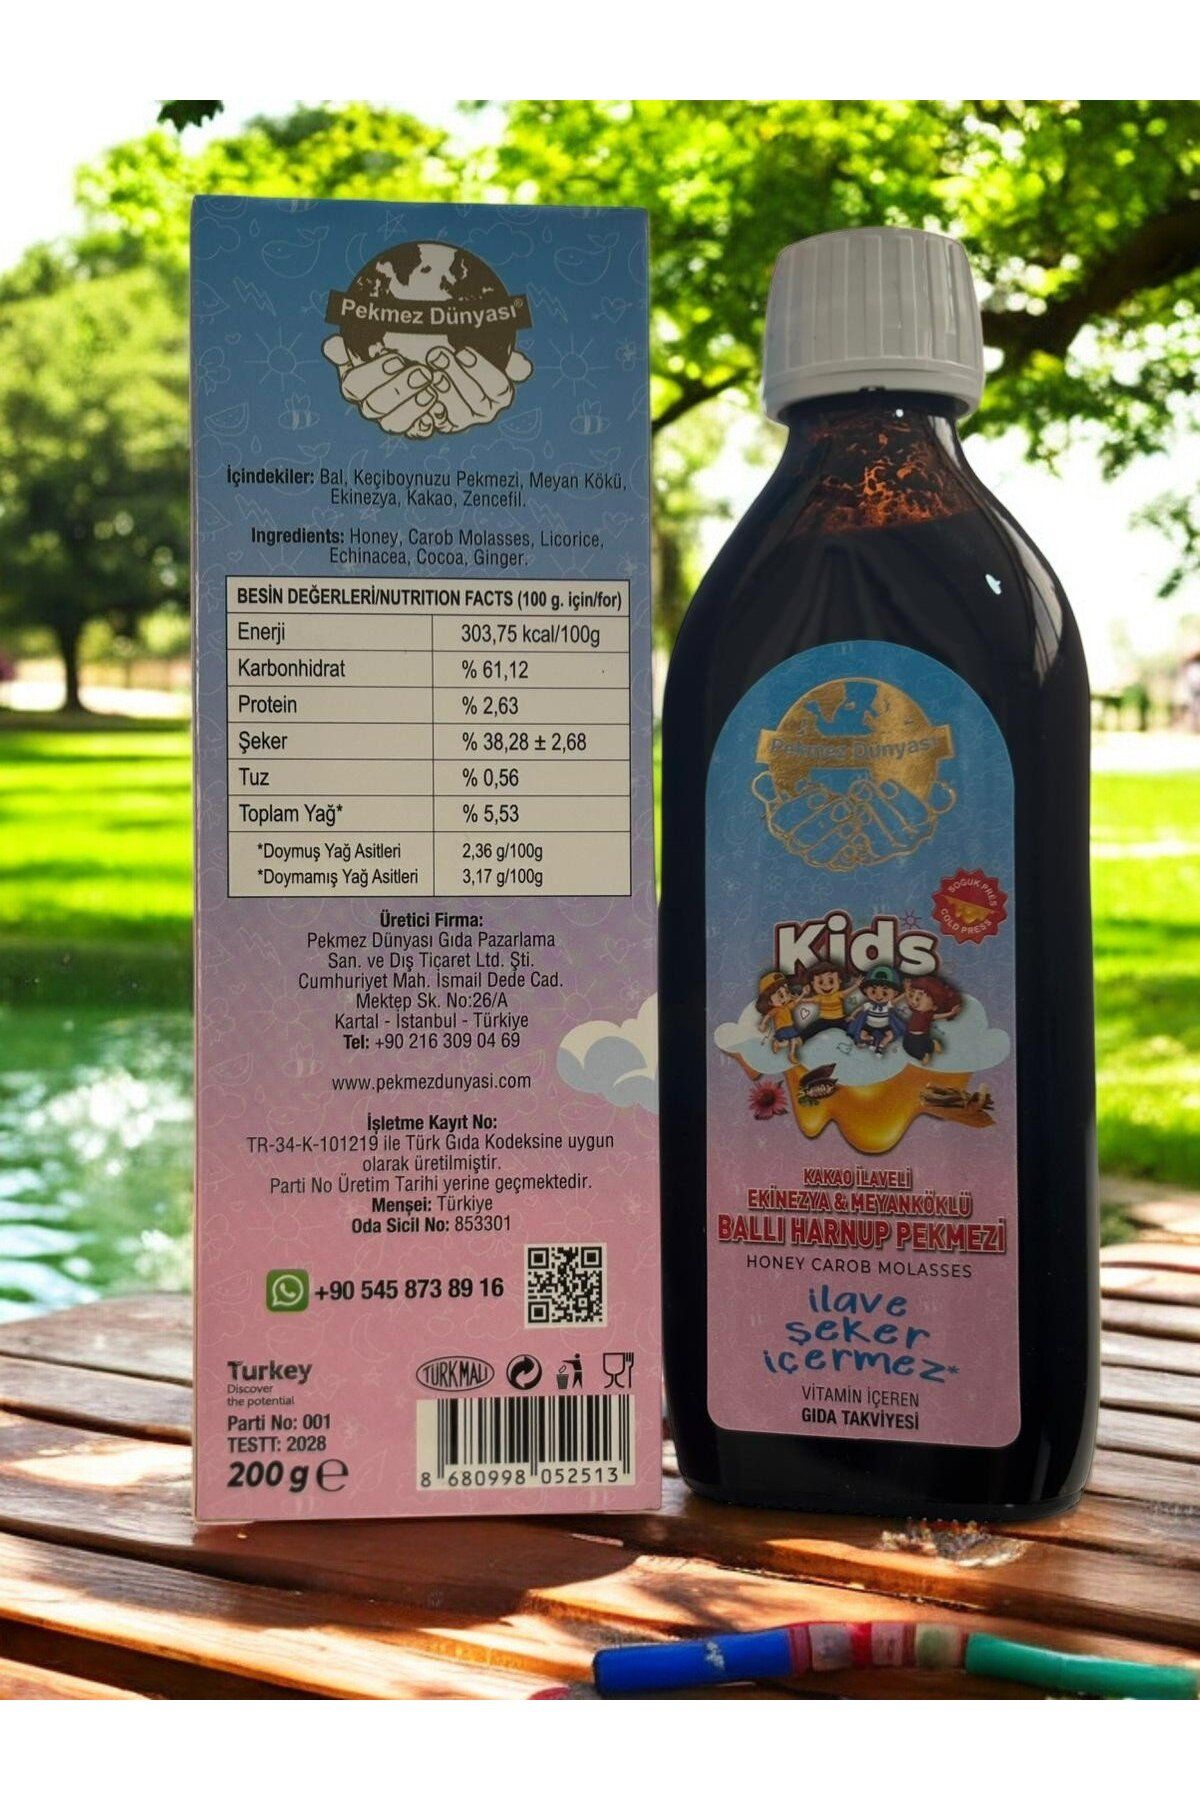 Pekmez Dünyası®
İçindekiler: Bal, Keçiboynuzu Pekmezi, Meyan Kökü,
Ekinezya, Kakao, Zencefil.
Ingredients: Honey, Carob Molasses, Licorice,
Echinacea, Cocoa, Ginger.
BESİN DEĞERLERİ/NUTRITION FACTS (100 g. için/for)
Enerji 303,75 kcal/100g
Karbonhidrat % 61,12
Protein % 2,63
Şeker % 38,28 ± 2,68
Tuz % 0,56
Toplam Yağ* % 5,53
*Doymuş Yağ Asitleri 2,36 g/100g
*Doymamış Yağ Asitleri 3,17 g/100g
Üretici Firma:
Pekmez Dünyası Gıda Pazarlama
San. ve Dış Ticaret Ltd. Şti.
Cumhuriyet Mah. İsmail Dede Cad.
Mektep Sk. No:26/A
Kartal - İstanbul - Türkiye
Tel: +90 216 309 04 69
www.pekmezdunyasi.com
İşletme Kayıt No:
TR-34-K-101219 ile Türk Gıda Kodeksine uygun
olarak üretilmiştir.
Parti No Üretim Tarihi yerine geçmektedir.
Menşei: Türkiye
Oda Sicil No: 853301
+90 545 873 89 16
Turkey
Discover
the potential
TÜRK MALI
Parti No: 001
TESTT: 2028
200 g e
8 680998 052513
Pekmez Dünyası
SOĞUK PRES
COLD PRESS
Kids
KAKAO İLAVELİ
EKİNEZYA & MEYANKÖKLÜ
BALLI HARNUP PEKMEZİ
HONEY CAROB MOLASSES
ilave
şeker
içermez*
VİTAMİN İÇEREN
GIDA TAKVİYESİ